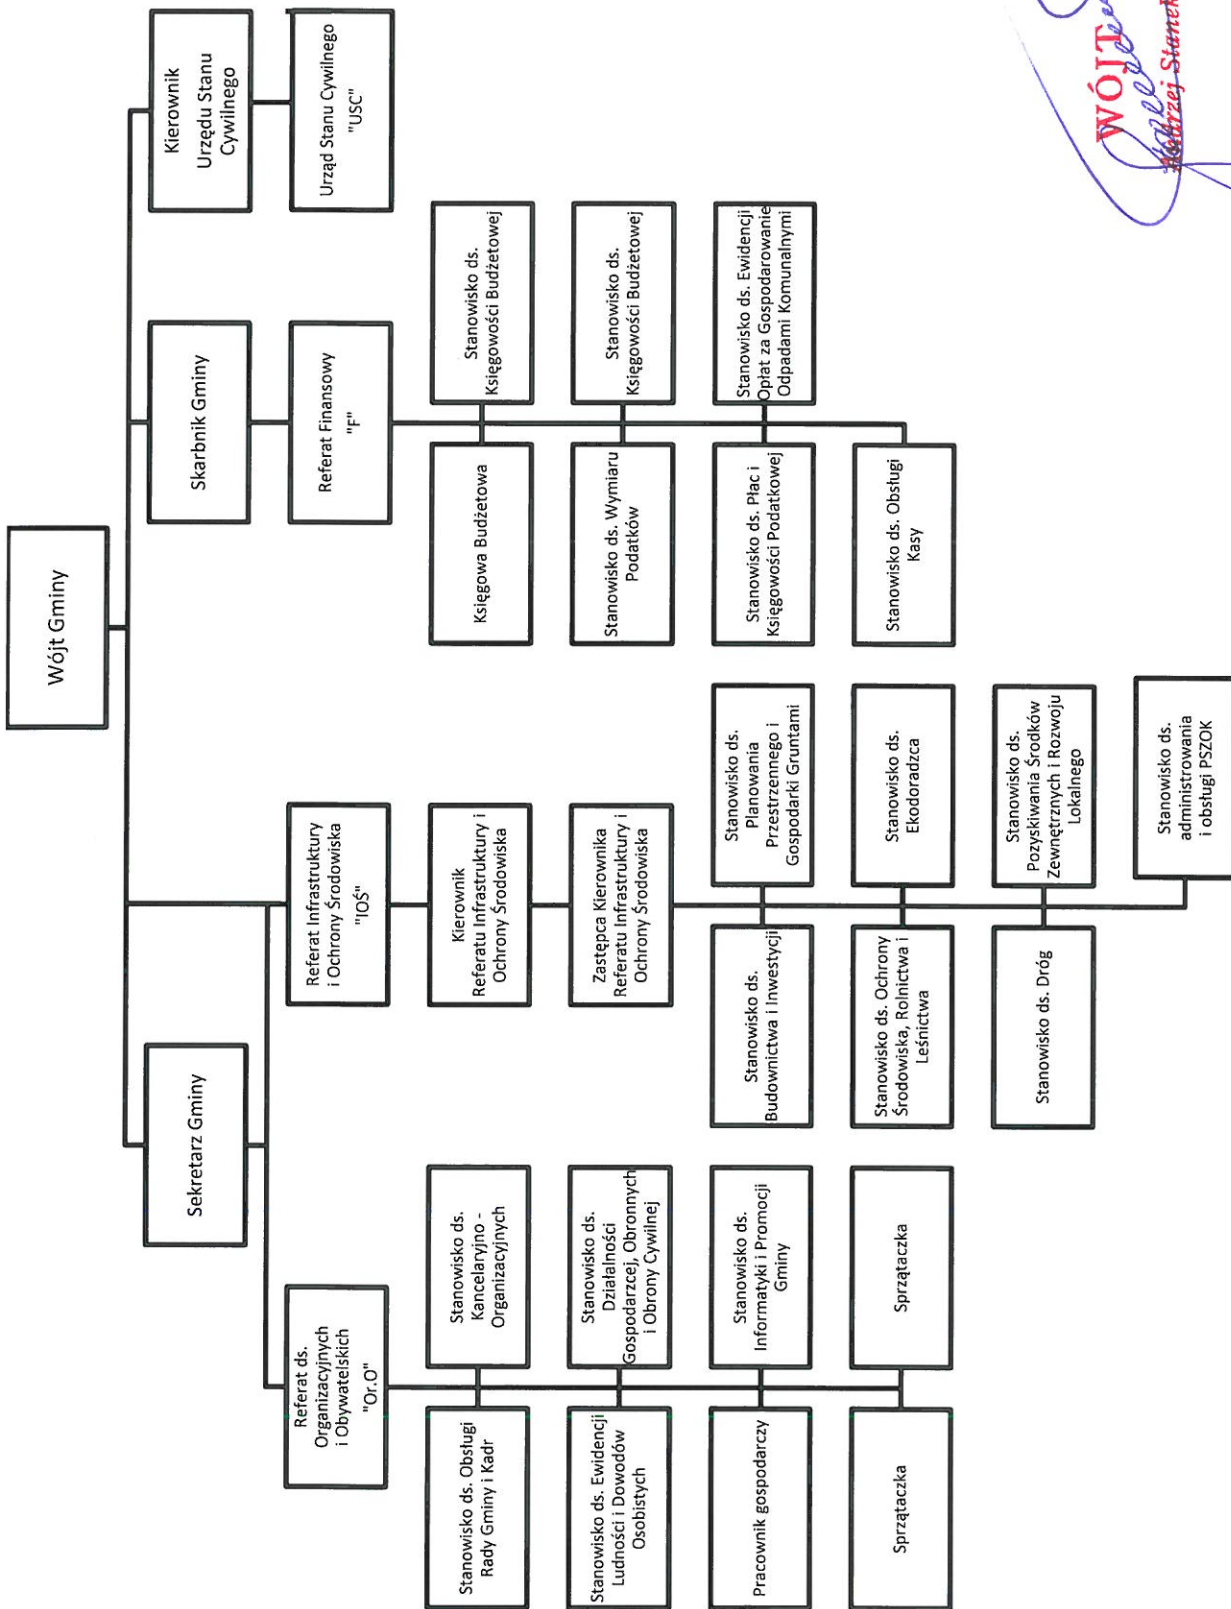 Wójt Gminy
Sekretarz Gminy
Skarbnik Gminy
Kierownik
Urzędu Stanu
Cywilnego
Referat ds.
Organizacyjnych
i Obywatelskich
"Or.O"
Referat Infrastruktury
i Ochrony Środowiska
"IOŚ"
Referat Finansowy
"F"
Urząd Stanu Cywilnego
"USC"
Stanowisko ds. Obsługi
Rady Gminy i Kadr
Stanowisko ds.
Kancelaryjno -
Organizacyjnych
Stanowisko ds. Ewidencji
Ludności i Dowodów
Osobistych
Stanowisko ds.
Działalności
Gospodarzcej, Obronnych
i Obrony Cywilnej
Pracownik gospodarczy
Stanowisko ds.
Informatyki i Promocji
Gminy
Sprzątaczka
Sprzątaczka
Kierownik
Referatu Infrastruktury i
Ochrony Środowiska
Zastępca Kierownika
Referatu Infrastruktury i
Ochrony Środowiska
Stanowisko ds.
Budownictwa i Inwestycji
Stanowisko ds.
Planowania
Przestrzennego i
Gospodarki Gruntami
Stanowisko ds. Ochrony
Środowiska, Rolnictwa i
Leśnictwa
Stanowisko ds.
Ekodoradzca
Stanowisko ds. Dróg
Stanowisko ds.
Pozyskiwania Środków
Zewnętrznych i Rozwoju
Lokalnego
Stanowisko ds.
administrowania
i obsługi PSZOK
Księgowa Budżetowa
Stanowisko ds.
Księgowości Budżetowej
Stanowisko ds. Wymiaru
Podatków
Stanowisko ds.
Księgowości Budżetowej
Stanowisko ds. Płac i
Księgowości Podatkowej
Stanowisko ds. Ewidencji
Opłat za Gospodarowanie
Odpadami Komunalnymi
Stanowisko ds. Obsługi
Kasy
WÓJT